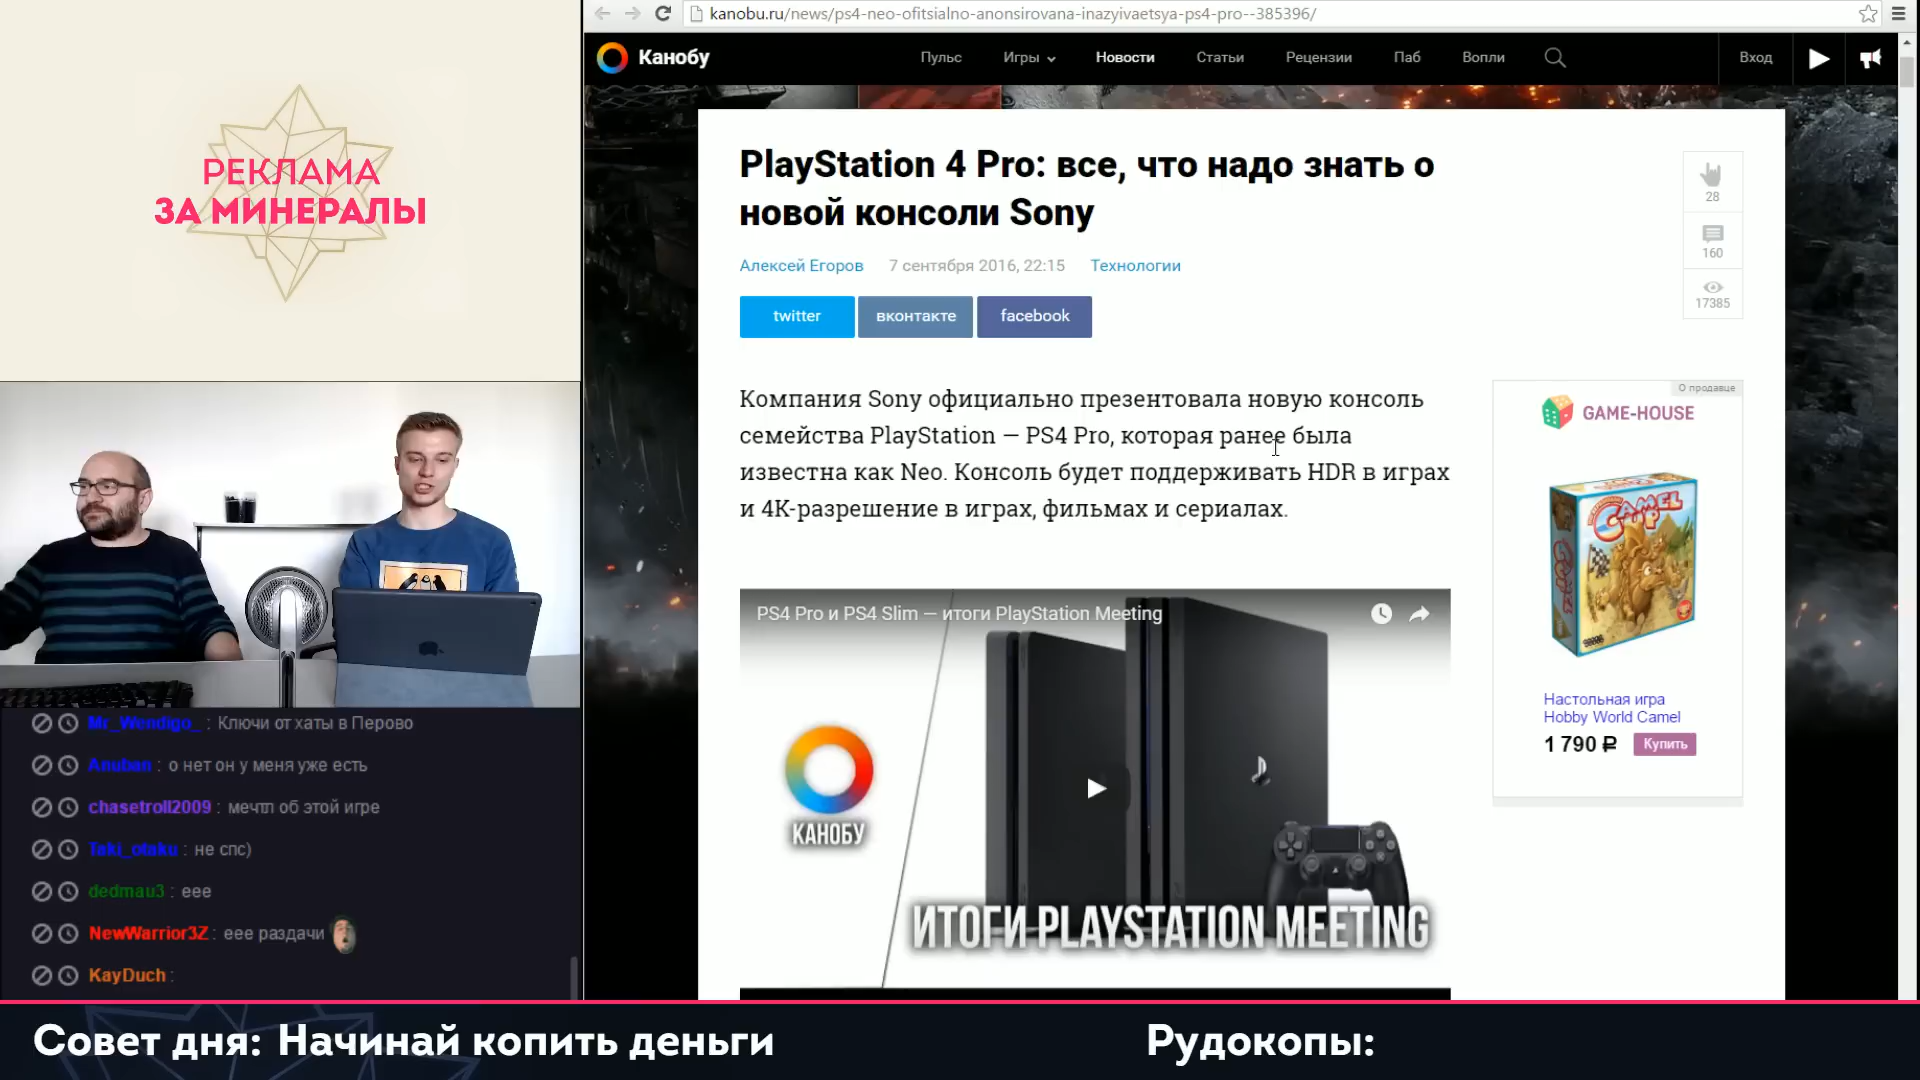 kanobu.ru/news/ps4-neo-ofitsialno-anonsirovana-inazyivaetsya-ps4-pro--385396/
Канобу
Пульс
Игры
Новости
Статьи
Рецензии
Паб
Вопли
Вход
РЕКЛАМА
ЗА МИНЕРАЛЫ
PlayStation 4 Pro: все, что надо знать о
новой консоли Sony
Алексей Егоров 7 сентября 2016, 22:15 Технологии
twitter
вконтакте
facebook
28
160
17385
Компания Sony официально презентовала новую консоль
семейства PlayStation — PS4 Pro, которая ранее была
известна как Neo. Консоль будет поддерживать HDR в играх
и 4K-разрешение в играх, фильмах и сериалах.
О продавце
GAME-HOUSE
CAMEL
UP
Настольная игра
Hobby World Camel
1 790 ₽ Купить
PS4 Pro и PS4 Slim — итоги PlayStation Meeting
КАНОБУ
ИТОГИ PLAYSTATION MEETING
Mr_Wendigo_ : Ключи от хаты в Перово
Anuban : о нет он у меня уже есть
chasetroll2009 : мечтл об этой игре
Taki_otaku : не спс)
dedmau3 : еее
NewWarrior3Z : еее раздачи
KayDuch :
Совет дня: Начинай копить деньги
Рудокопы: